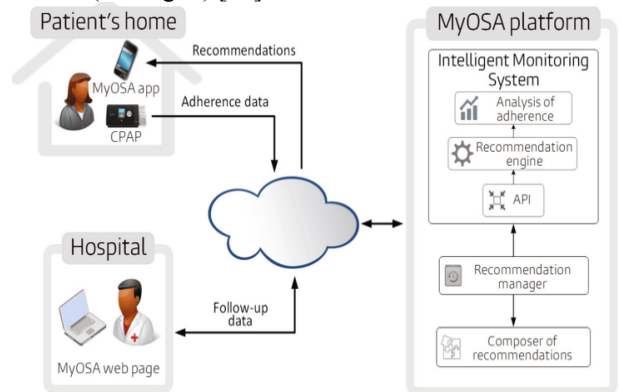 Patient's home
MyOSA app
CPAP
Recommendations
Adherence data
Hospital
MyOSA web page
Follow-up
data
MyOSA platform
Intelligent Monitoring
System
Analysis of
adherence
Recommendation
engine
API
Recommendation
manager
Composer of
recommendations